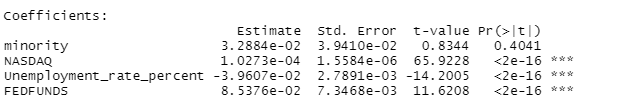 Coefficients:
Estimate Std. Error t-value Pr(>|t|)
minority 3.2884e-02 3.9410e-02 0.8344 0.4041
NASDAQ 1.0273e-04 1.5584e-06 65.9228 <2e-16 ***
Unemployment_rate_percent -3.9607e-02 2.7891e-03 -14.2005 <2e-16 ***
FEDFUNDS 8.5376e-02 7.3468e-03 11.6208 <2e-16 ***